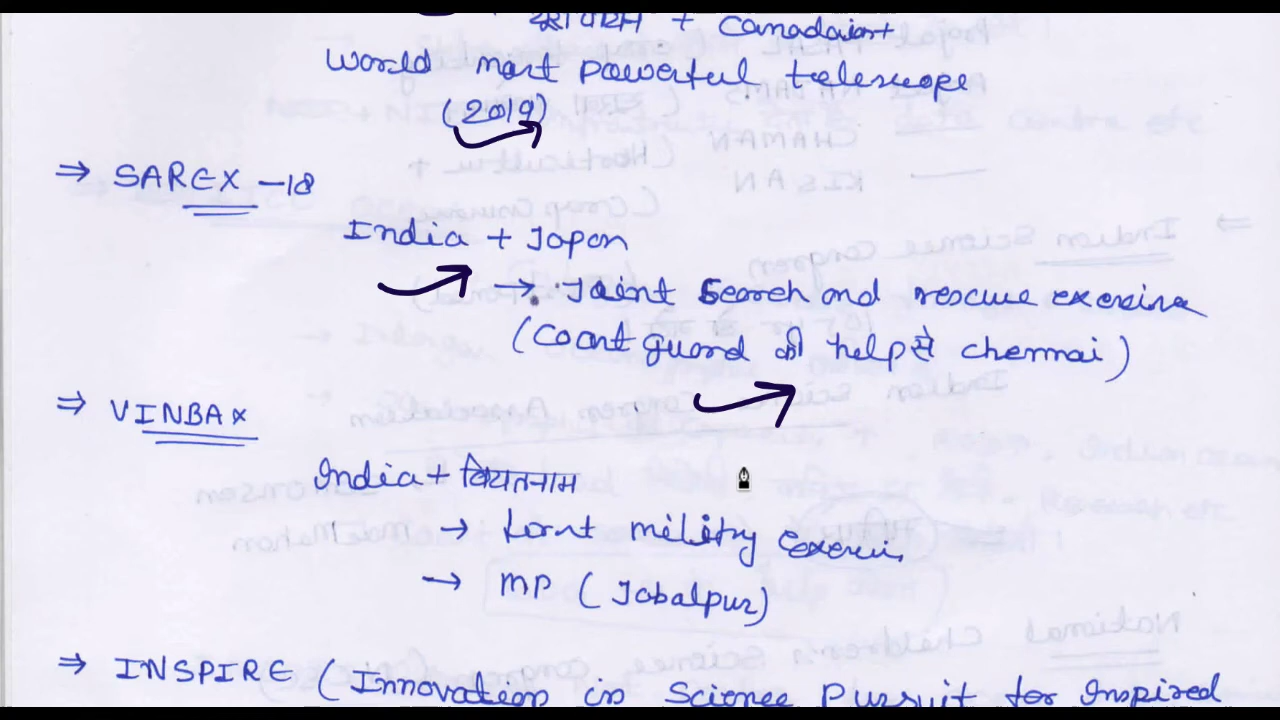 + Canadaian
World most powerful telescope
(2019)
⇒ SAREX -18
India + Japan
→ Joint Search and rescue exercise
(Coast guard की help से chennai)
⇒ VINBAX
India + वियतनाम
→ Joint military exerci
→ MP (Jabalpur)
⇒ INSPIRE (Innovation in Science Pursuit for Inspired